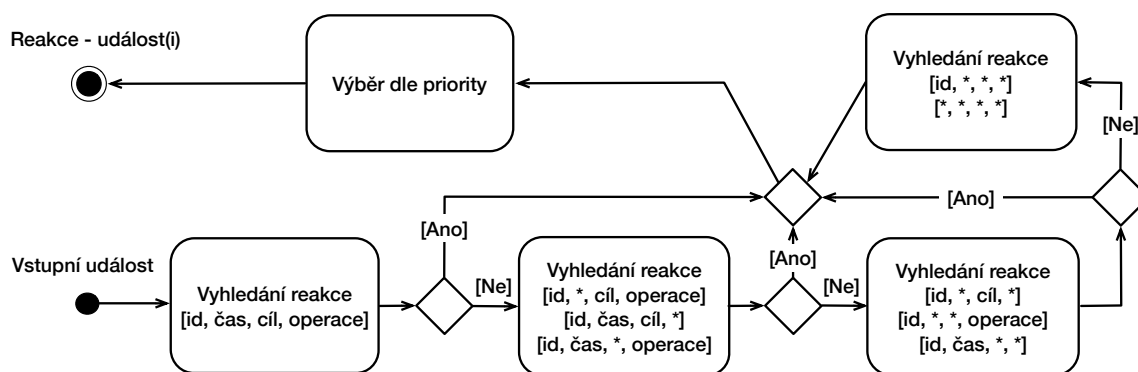 Reakce - událost(i)
Výběr dle priority
Vyhledání reakce
[id, *, *, *]
[*, *, *, *]
[Ne]
[Ano]
[Ano]
[Ano]
Vstupní událost
Vyhledání reakce
[id, čas, cíl, operace]
[Ne]
Vyhledání reakce
[id, *, cíl, operace]
[id, čas, cíl, *]
[id, čas, *, operace]
[Ne]
Vyhledání reakce
[id, *, cíl, *]
[id, *, *, operace]
[id, čas, *, *]